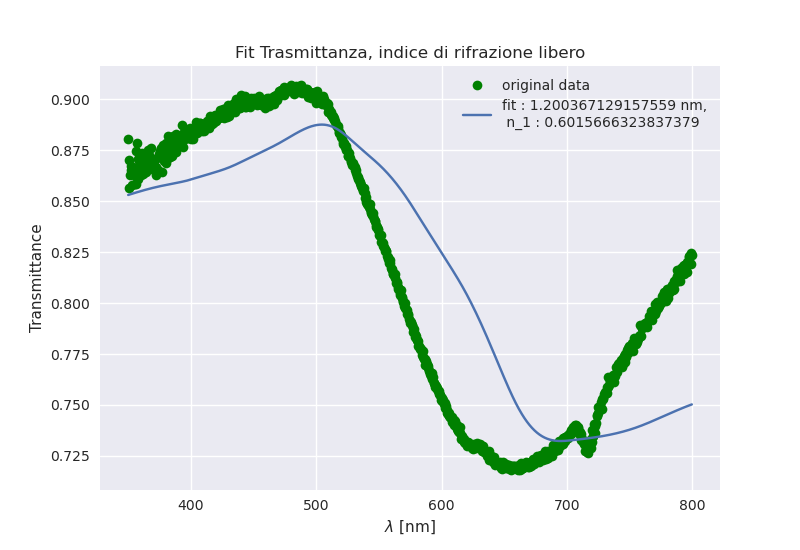 Fit Trasmittanza, indice di rifrazione libero
original data
fit : 1.200367129157559 nm,
n_1 : 0.6015666323837379
Transmittance
0.900
0.875
0.850
0.825
0.800
0.775
0.750
0.725
400 500 600 700 800
λ [nm]